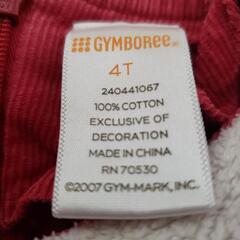 GYMBOREE®
4T
240441067
100% COTTON
EXCLUSIVE OF
DECORATION
MADE IN CHINA
RN 70530
©2007 GYM-MARK, INC.